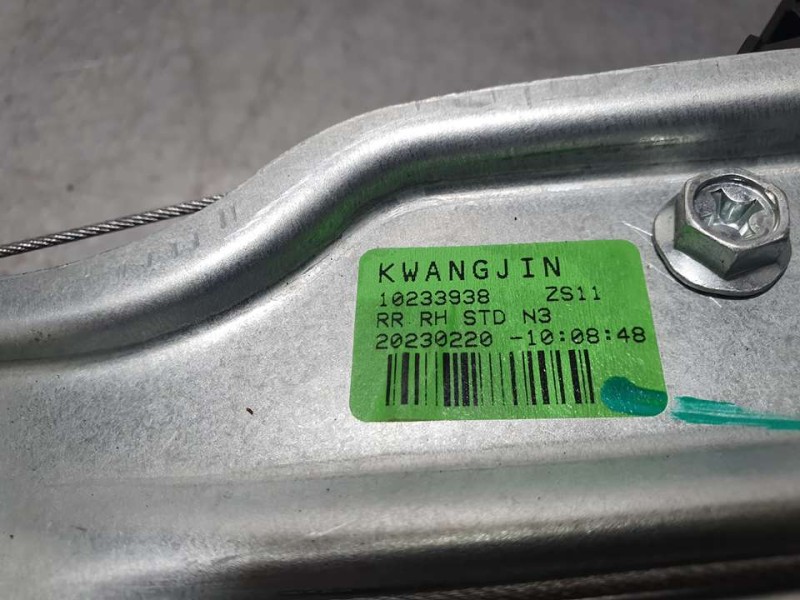 KWANGJIN
10233938 ZS11
RR RH STD N3
20230220 -10:08:48